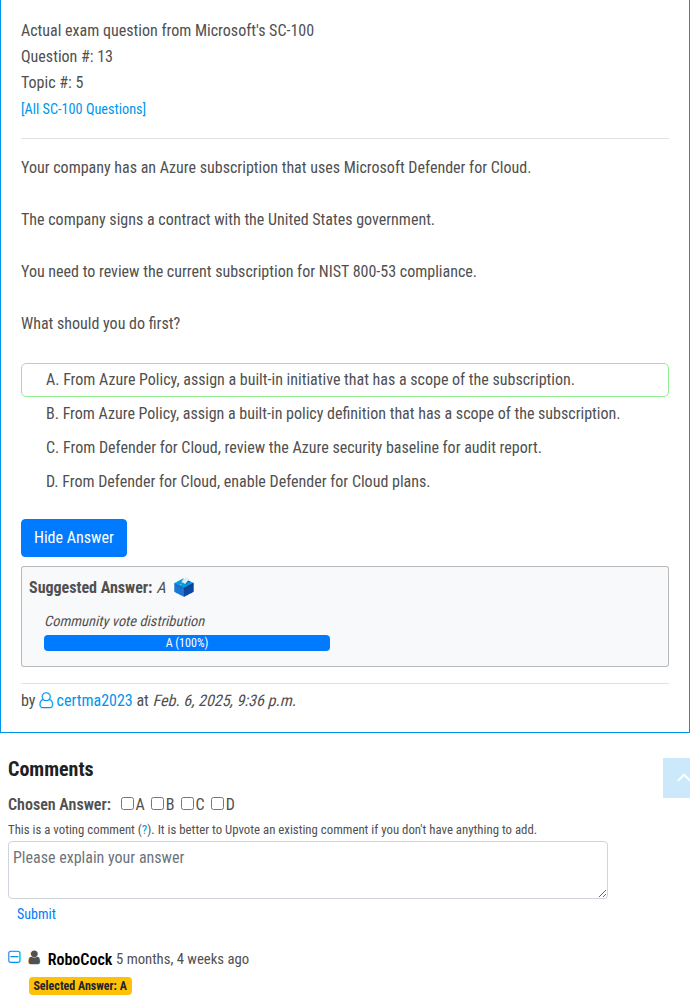 Actual exam question from Microsoft's SC-100
Question #: 13
Topic #: 5
[All SC-100 Questions]
Your company has an Azure subscription that uses Microsoft Defender for Cloud.
The company signs a contract with the United States government.
You need to review the current subscription for NIST 800-53 compliance.
What should you do first?
A. From Azure Policy, assign a built-in initiative that has a scope of the subscription.
B. From Azure Policy, assign a built-in policy definition that has a scope of the subscription.
C. From Defender for Cloud, review the Azure security baseline for audit report.
D. From Defender for Cloud, enable Defender for Cloud plans.
Hide Answer
Suggested Answer: A
Community vote distribution
A (100%)
by certma2023 at Feb. 6, 2025, 9:36 p.m.
Comments
Chosen Answer: A B C D
This is a voting comment (?). It is better to Upvote an existing comment if you don't have anything to add.
Please explain your answer
Submit
RoboCock 5 months, 4 weeks ago
Selected Answer: A